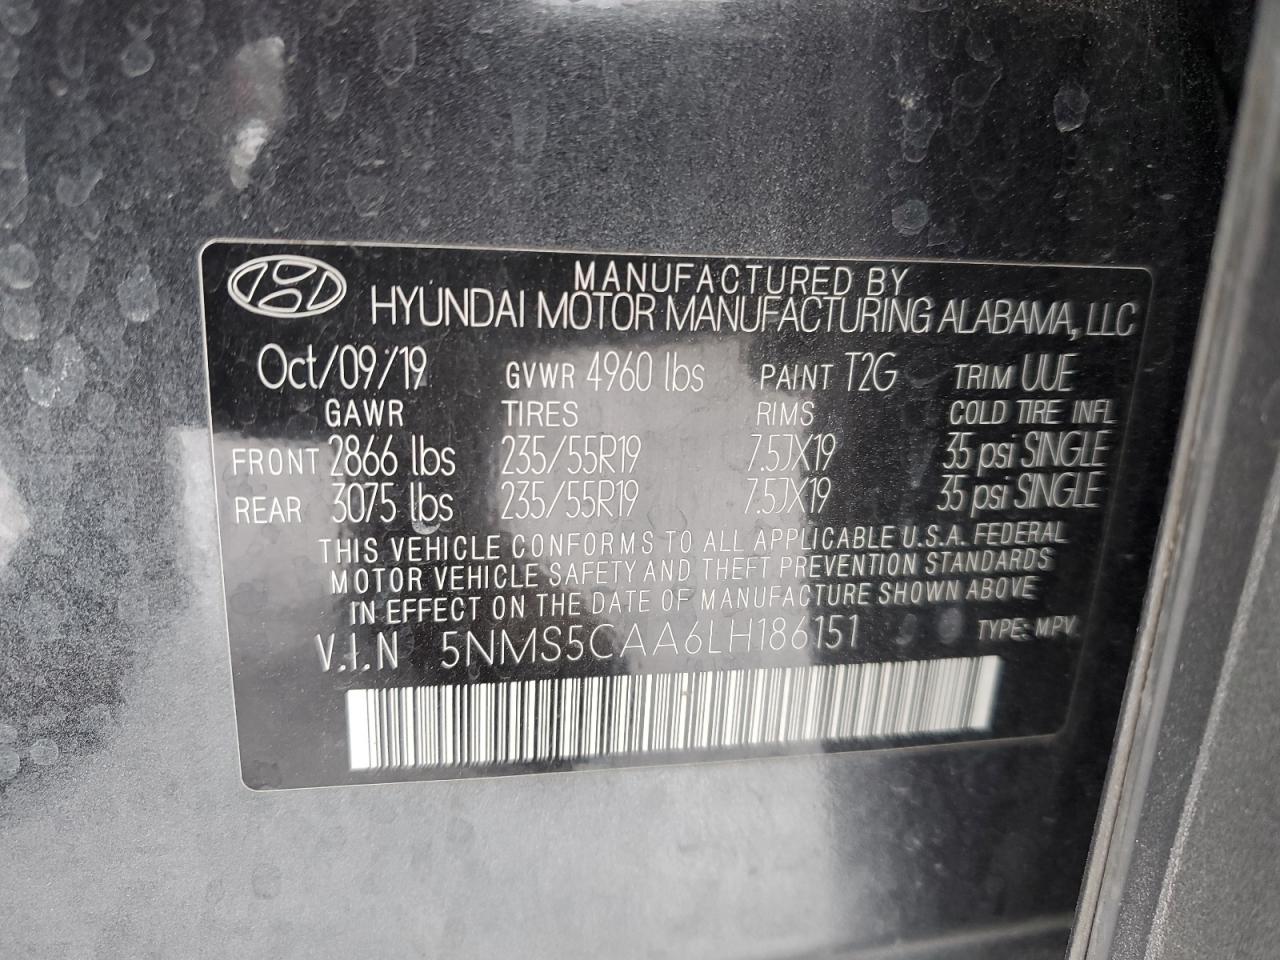 MANUFACTURED BY
HYUNDAI MOTOR MANUFACTURING ALABAMA, LLC
Oct/09/19 GVWR 4960 lbs PAINT T2G TRIM UUE
GAWR TIRES RIMS COLD TIRE INFL
FRONT 2866 lbs 235/55R19 7.5JX19 35 psi SINGLE
REAR 3075 lbs 235/55R19 7.5JX19 35 psi SINGLE
THIS VEHICLE CONFORMS TO ALL APPLICABLE U.S.A. FEDERAL
MOTOR VEHICLE SAFETY AND THEFT PREVENTION STANDARDS
IN EFFECT ON THE DATE OF MANUFACTURE SHOWN ABOVE
V.I.N 5NMS5CAA6LH186151 TYPE: MPV